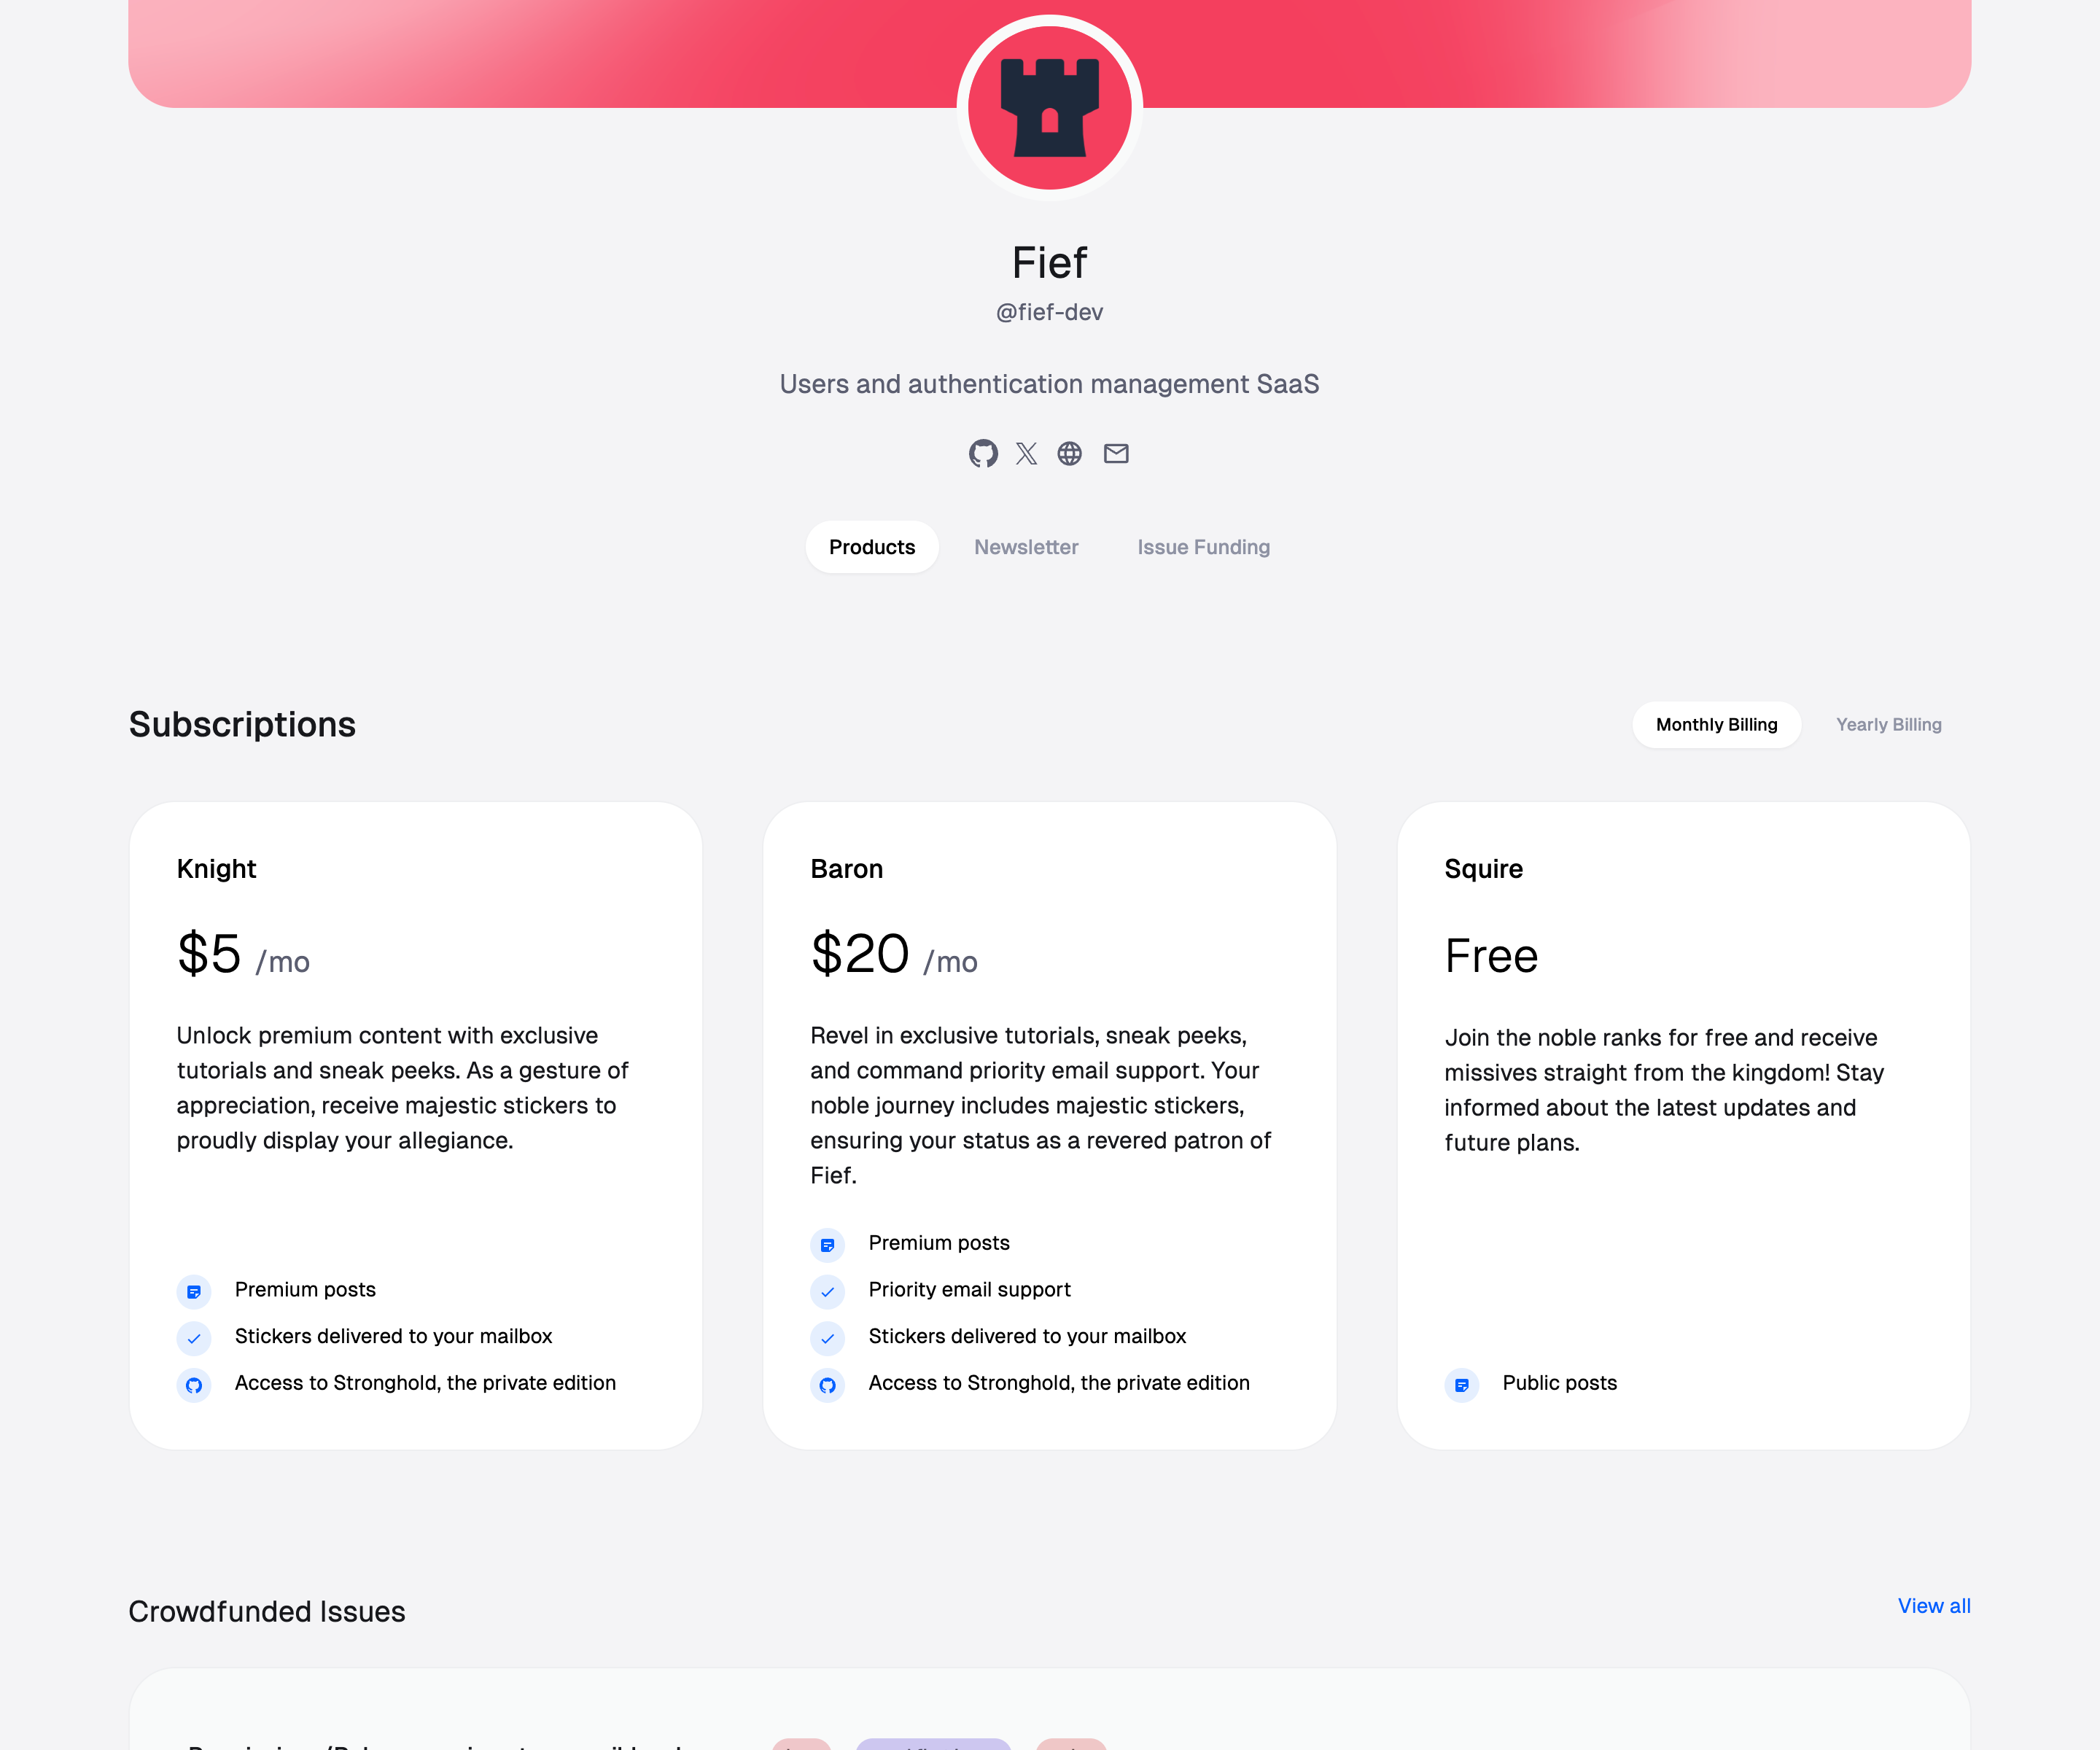 Fief
@fief-dev
Users and authentication management SaaS
Products
Newsletter
Issue Funding
Subscriptions
Monthly Billing
Yearly Billing
Knight
$5 /mo
Unlock premium content with exclusive
tutorials and sneak peeks. As a gesture of
appreciation, receive majestic stickers to
proudly display your allegiance.
Premium posts
Stickers delivered to your mailbox
Access to Stronghold, the private edition
Baron
$20 /mo
Revel in exclusive tutorials, sneak peeks,
and command priority email support. Your
noble journey includes majestic stickers,
ensuring your status as a revered patron of
Fief.
Premium posts
Priority email support
Stickers delivered to your mailbox
Access to Stronghold, the private edition
Squire
Free
Join the noble ranks for free and receive
missives straight from the kingdom! Stay
informed about the latest updates and
future plans.
Public posts
Crowdfunded Issues
View all